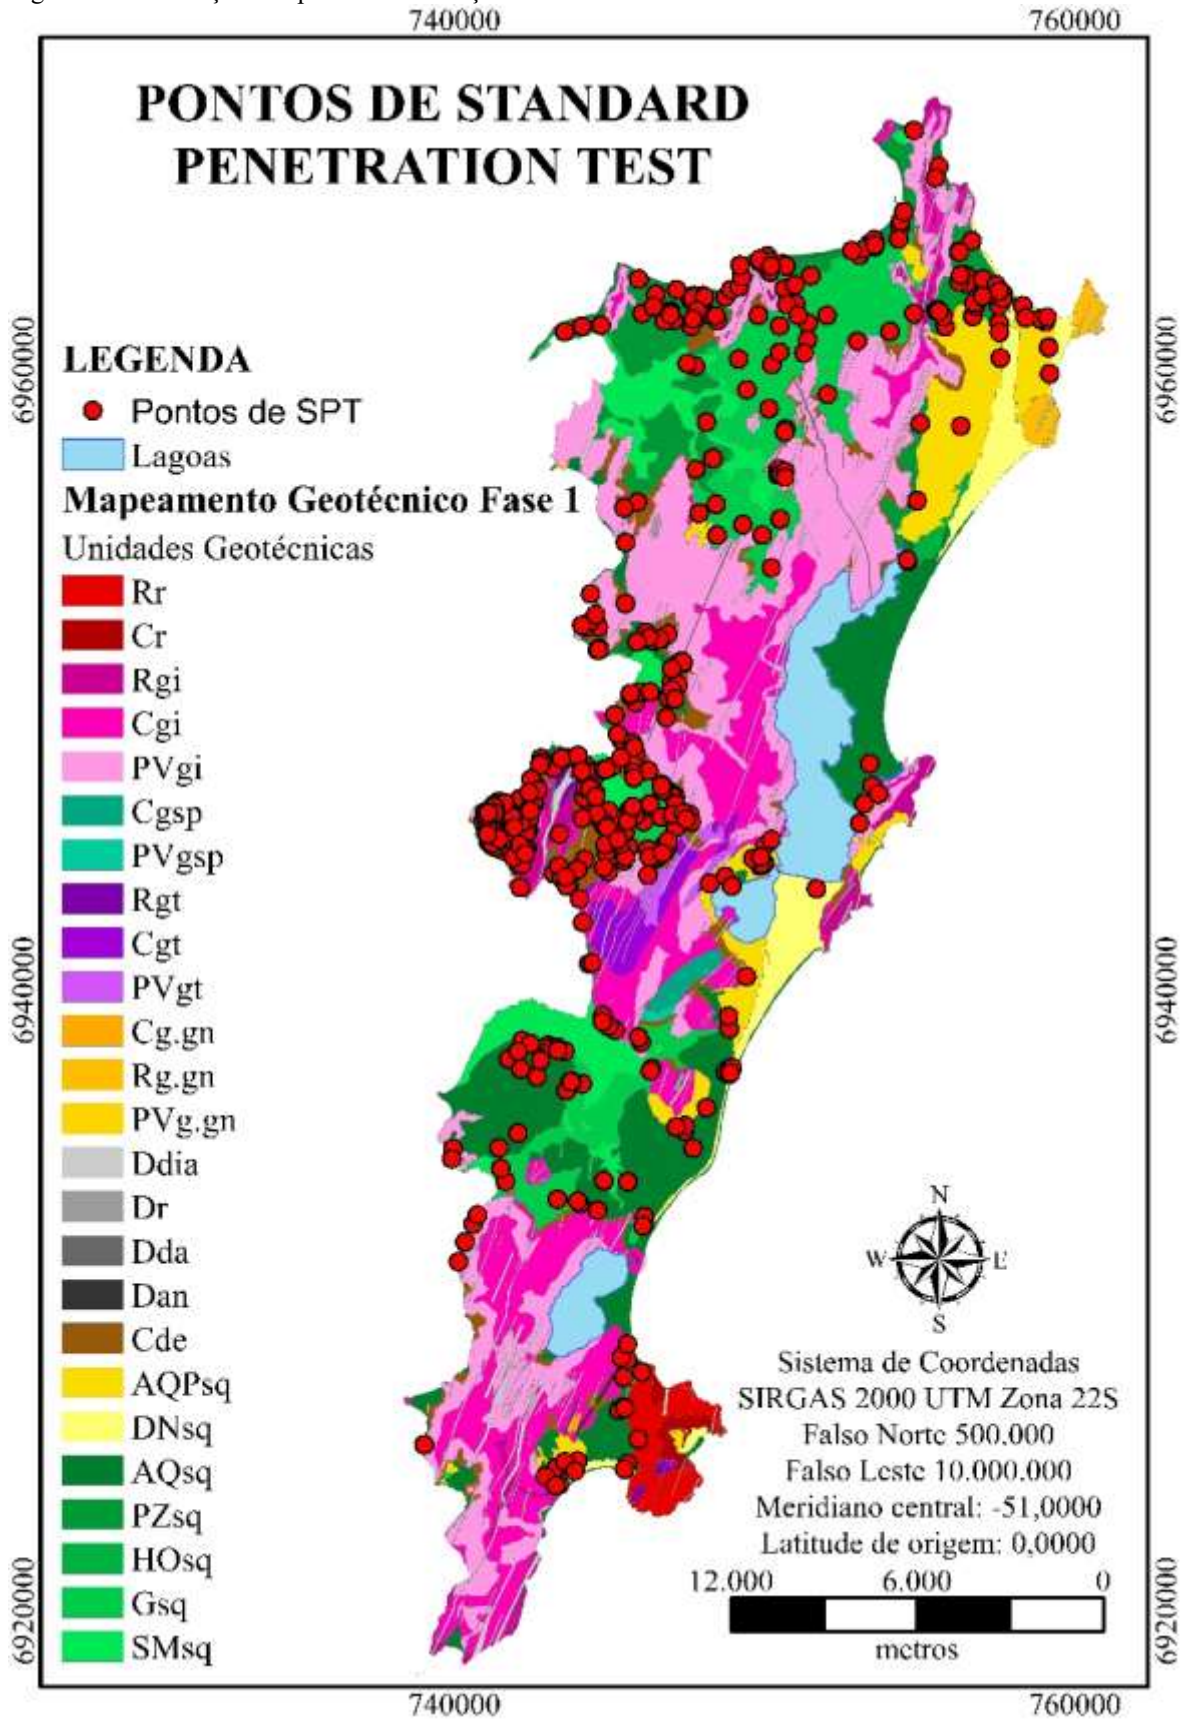 740000 760000
PONTOS DE STANDARD
PENETRATION TEST
6960000
6960000
LEGENDA
Pontos de SPT
Lagoas
Mapeamento Geotécnico Fase 1
Unidades Geotécnicas
Rr
Cr
Rgi
Cgi
PVgi
Cgsp
PVgsp
Rgt
Cgt
PVgt
Cg.gn
Rg.gn
PVg.gn
Ddia
Dr
Dda
Dan
Cde
AQPsq
DNsq
AQsq
PZsq
HOsq
Gsq
SMsq
6940000
6940000
N
W L
S
Sistema de Coordenadas
SIRGAS 2000 UTM Zona 22S
Falso Norte 500.000
Falso Leste 10.000.000
Meridiano central: -51,0000
Latitude de origem: 0,0000
12.000 6.000 0
metros
6920000
6920000
740000 760000